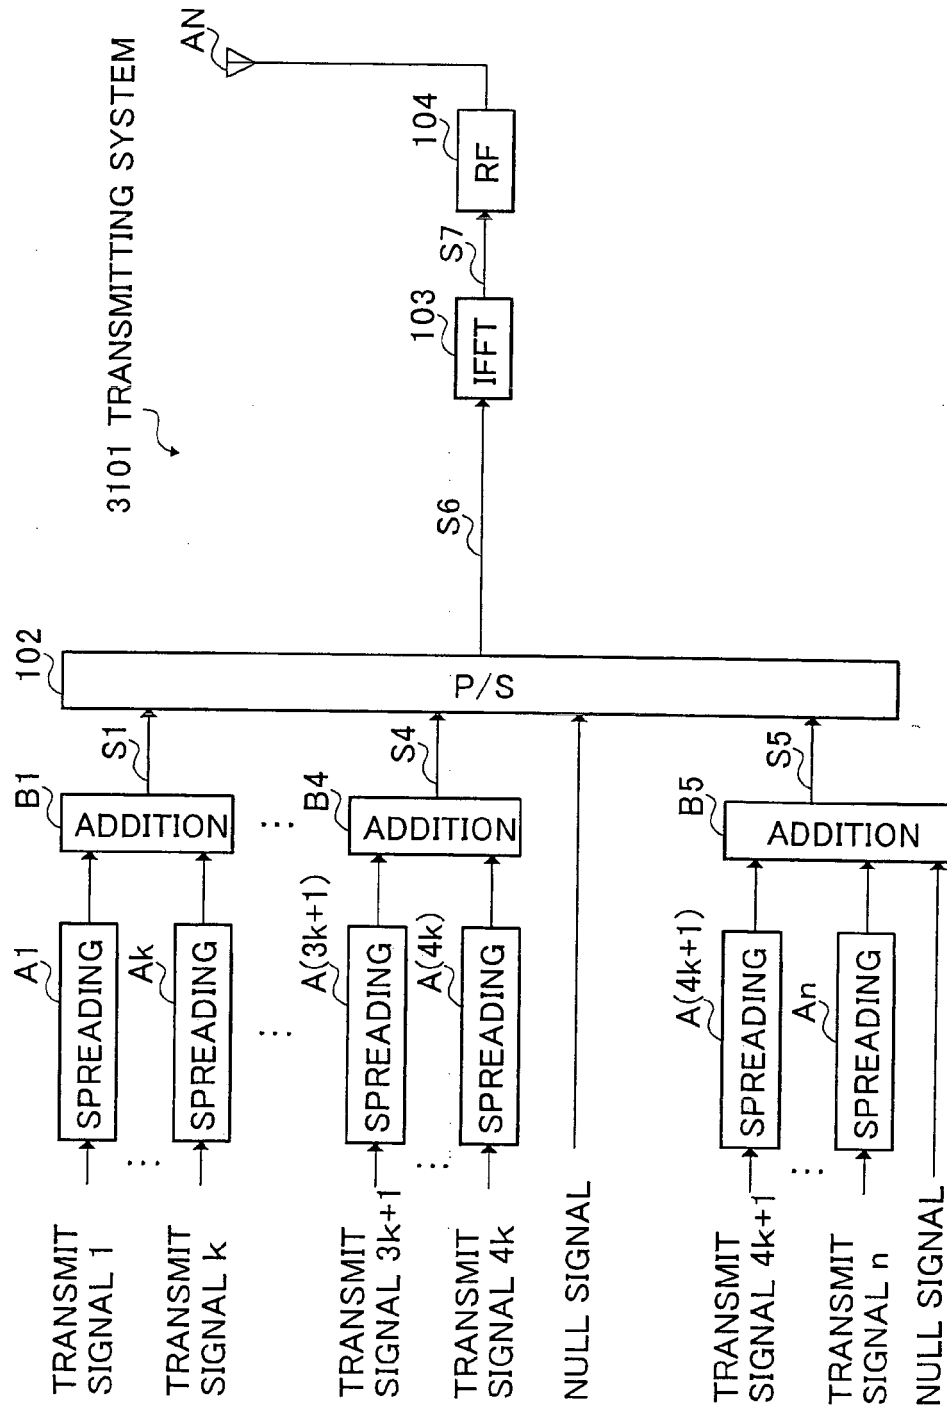 3101 TRANSMITTING SYSTEM
TRANSMIT
SIGNAL 1
A1
SPREADING
...
TRANSMIT
SIGNAL k
Ak
SPREADING
B1
ADDITION
S1
...
...
TRANSMIT
SIGNAL 3k+1
A(3k+1)
SPREADING
...
TRANSMIT
SIGNAL 4k
A(4k)
SPREADING
B4
ADDITION
S4
NULL SIGNAL
TRANSMIT
SIGNAL 4k+1
A(4k+1)
SPREADING
...
TRANSMIT
SIGNAL n
An
SPREADING
NULL SIGNAL
B5
ADDITION
S5
102
P/S
S6
103
IFFT
S7
104
RF
AN